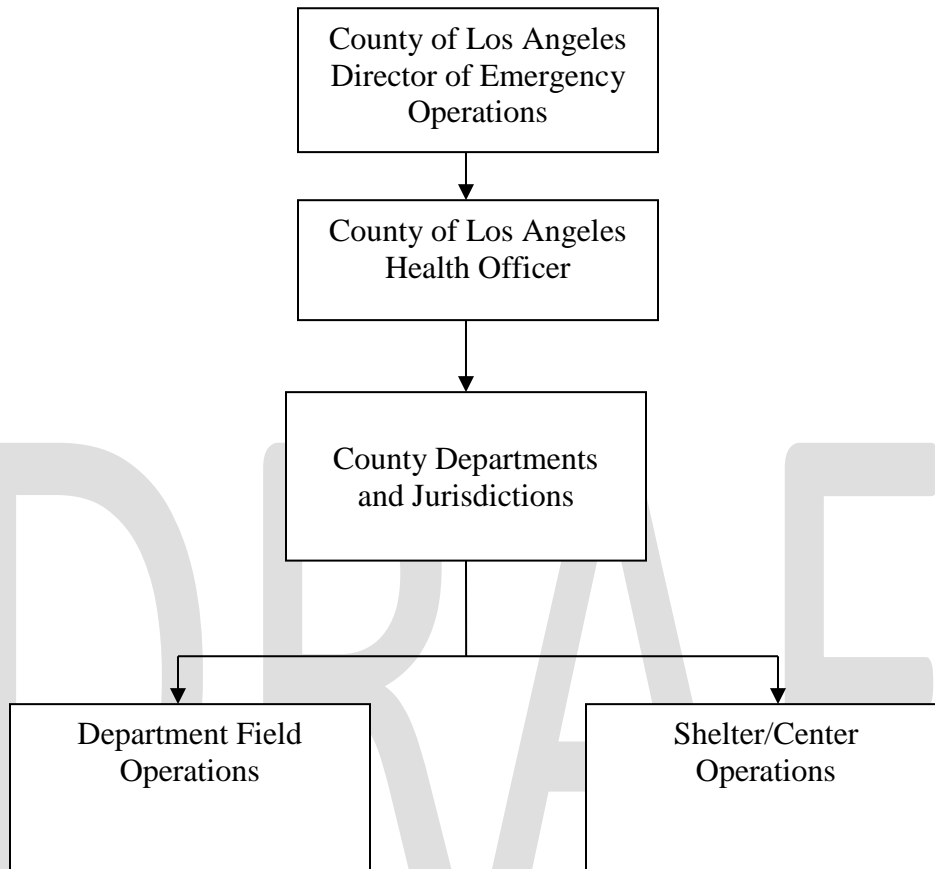 County of Los Angeles
Director of Emergency
Operations
County of Los Angeles
Health Officer
County Departments
and Jurisdictions
Department Field
Operations
Shelter/Center
Operations
DRAF